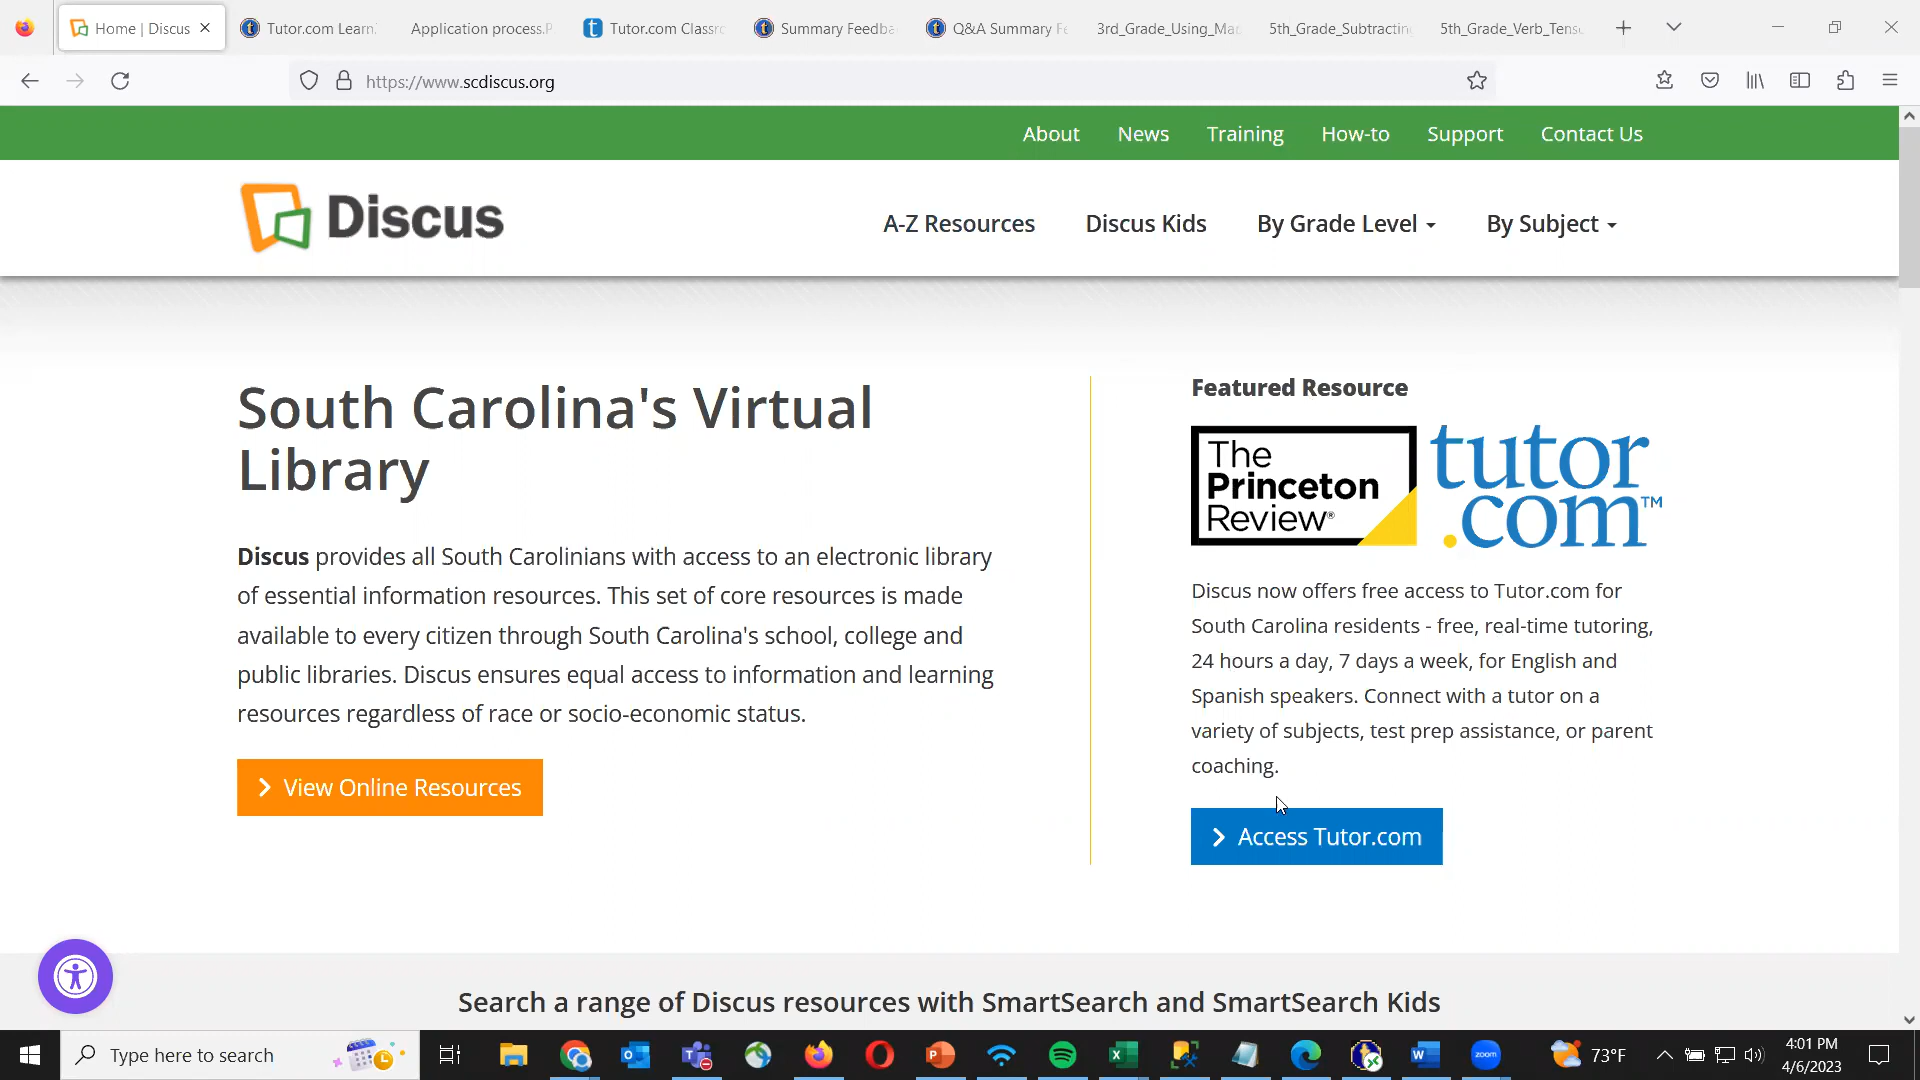 Home | Discus
Tutor.com Learn
Application process.P
Tutor.com Classro
Summary Feedba
Q&A Summary Fe
3rd_Grade_Using_Ma
5th_Grade_Subtractin
5th_Grade_Verb_Tens
https://www.scdiscus.org
About News Training How-to Support Contact Us
Discus
A-Z Resources Discus Kids By Grade Level By Subject
South Carolina's Virtual
Library
Discus provides all South Carolinians with access to an electronic library
of essential information resources. This set of core resources is made
available to every citizen through South Carolina's school, college and
public libraries. Discus ensures equal access to information and learning
resources regardless of race or socio-economic status.
View Online Resources
Featured Resource
The
Princeton
Review®
tutor
.com™
Discus now offers free access to Tutor.com for
South Carolina residents - free, real-time tutoring,
24 hours a day, 7 days a week, for English and
Spanish speakers. Connect with a tutor on a
variety of subjects, test prep assistance, or parent
coaching.
Access Tutor.com
Search a range of Discus resources with SmartSearch and SmartSearch Kids
Type here to search
zoom
73°F
4:01 PM
4/6/2023